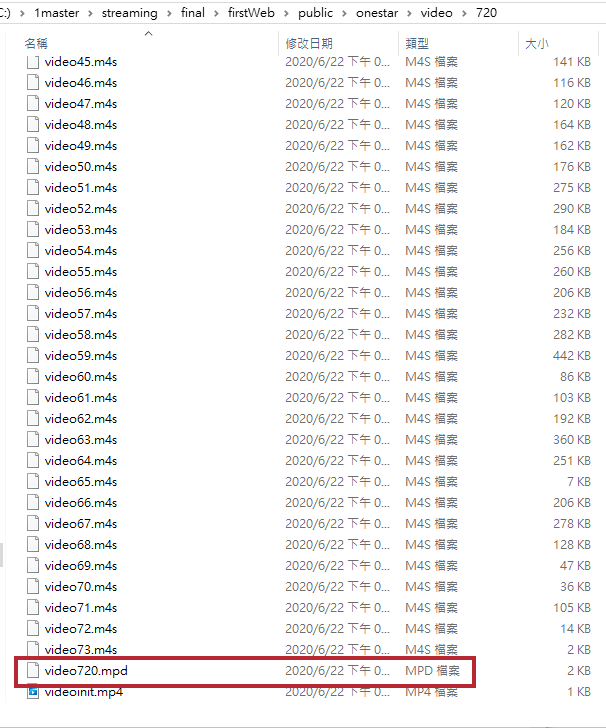 :) > 1master > streaming > final > firstWeb > public > onestar > video > 720
名稱 修改日期 類型 大小
video45.m4s 2020/6/22 下午 0... M4S 檔案 141 KB
video46.m4s 2020/6/22 下午 0... M4S 檔案 116 KB
video47.m4s 2020/6/22 下午 0... M4S 檔案 120 KB
video48.m4s 2020/6/22 下午 0... M4S 檔案 164 KB
video49.m4s 2020/6/22 下午 0... M4S 檔案 162 KB
video50.m4s 2020/6/22 下午 0... M4S 檔案 176 KB
video51.m4s 2020/6/22 下午 0... M4S 檔案 275 KB
video52.m4s 2020/6/22 下午 0... M4S 檔案 290 KB
video53.m4s 2020/6/22 下午 0... M4S 檔案 184 KB
video54.m4s 2020/6/22 下午 0... M4S 檔案 256 KB
video55.m4s 2020/6/22 下午 0... M4S 檔案 260 KB
video56.m4s 2020/6/22 下午 0... M4S 檔案 206 KB
video57.m4s 2020/6/22 下午 0... M4S 檔案 232 KB
video58.m4s 2020/6/22 下午 0... M4S 檔案 282 KB
video59.m4s 2020/6/22 下午 0... M4S 檔案 442 KB
video60.m4s 2020/6/22 下午 0... M4S 檔案 86 KB
video61.m4s 2020/6/22 下午 0... M4S 檔案 103 KB
video62.m4s 2020/6/22 下午 0... M4S 檔案 192 KB
video63.m4s 2020/6/22 下午 0... M4S 檔案 360 KB
video64.m4s 2020/6/22 下午 0... M4S 檔案 251 KB
video65.m4s 2020/6/22 下午 0... M4S 檔案 7 KB
video66.m4s 2020/6/22 下午 0... M4S 檔案 206 KB
video67.m4s 2020/6/22 下午 0... M4S 檔案 278 KB
video68.m4s 2020/6/22 下午 0... M4S 檔案 128 KB
video69.m4s 2020/6/22 下午 0... M4S 檔案 47 KB
video70.m4s 2020/6/22 下午 0... M4S 檔案 36 KB
video71.m4s 2020/6/22 下午 0... M4S 檔案 105 KB
video72.m4s 2020/6/22 下午 0... M4S 檔案 14 KB
video73.m4s 2020/6/22 下午 0... M4S 檔案 2 KB
video720.mpd 2020/6/22 下午 0... MPD 檔案 2 KB
videoinit.mp4 2020/6/22 下午 0... MP4 檔案 1 KB